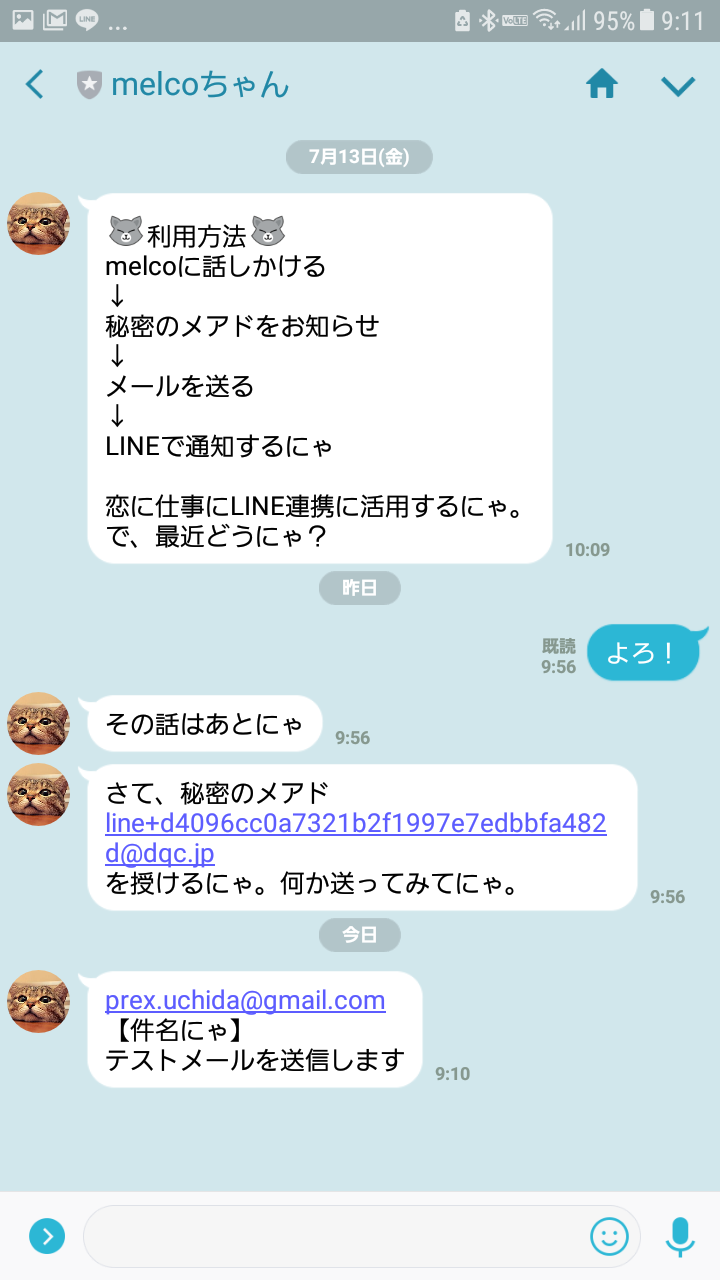 LINE
...
VoLTE
95%
9:11
melcoちゃん
7月13日(金)
利用方法
melcoに話しかける
↓
秘密のメアドをお知らせ
↓
メールを送る
↓
LINEで通知するにゃ
恋に仕事にLINE連携に活用するにゃ。
で、最近どうにゃ？
10:09
昨日
既読
9:56
よろ！
その話はあとにゃ
9:56
さて、秘密のメアド
line+d4096cc0a7321b2f1997e7edbbfa482
d@dqc.jp
を授けるにゃ。何か送ってみてにゃ。
9:56
今日
prex.uchida@gmail.com
【件名にゃ】
テストメールを送信します
9:10